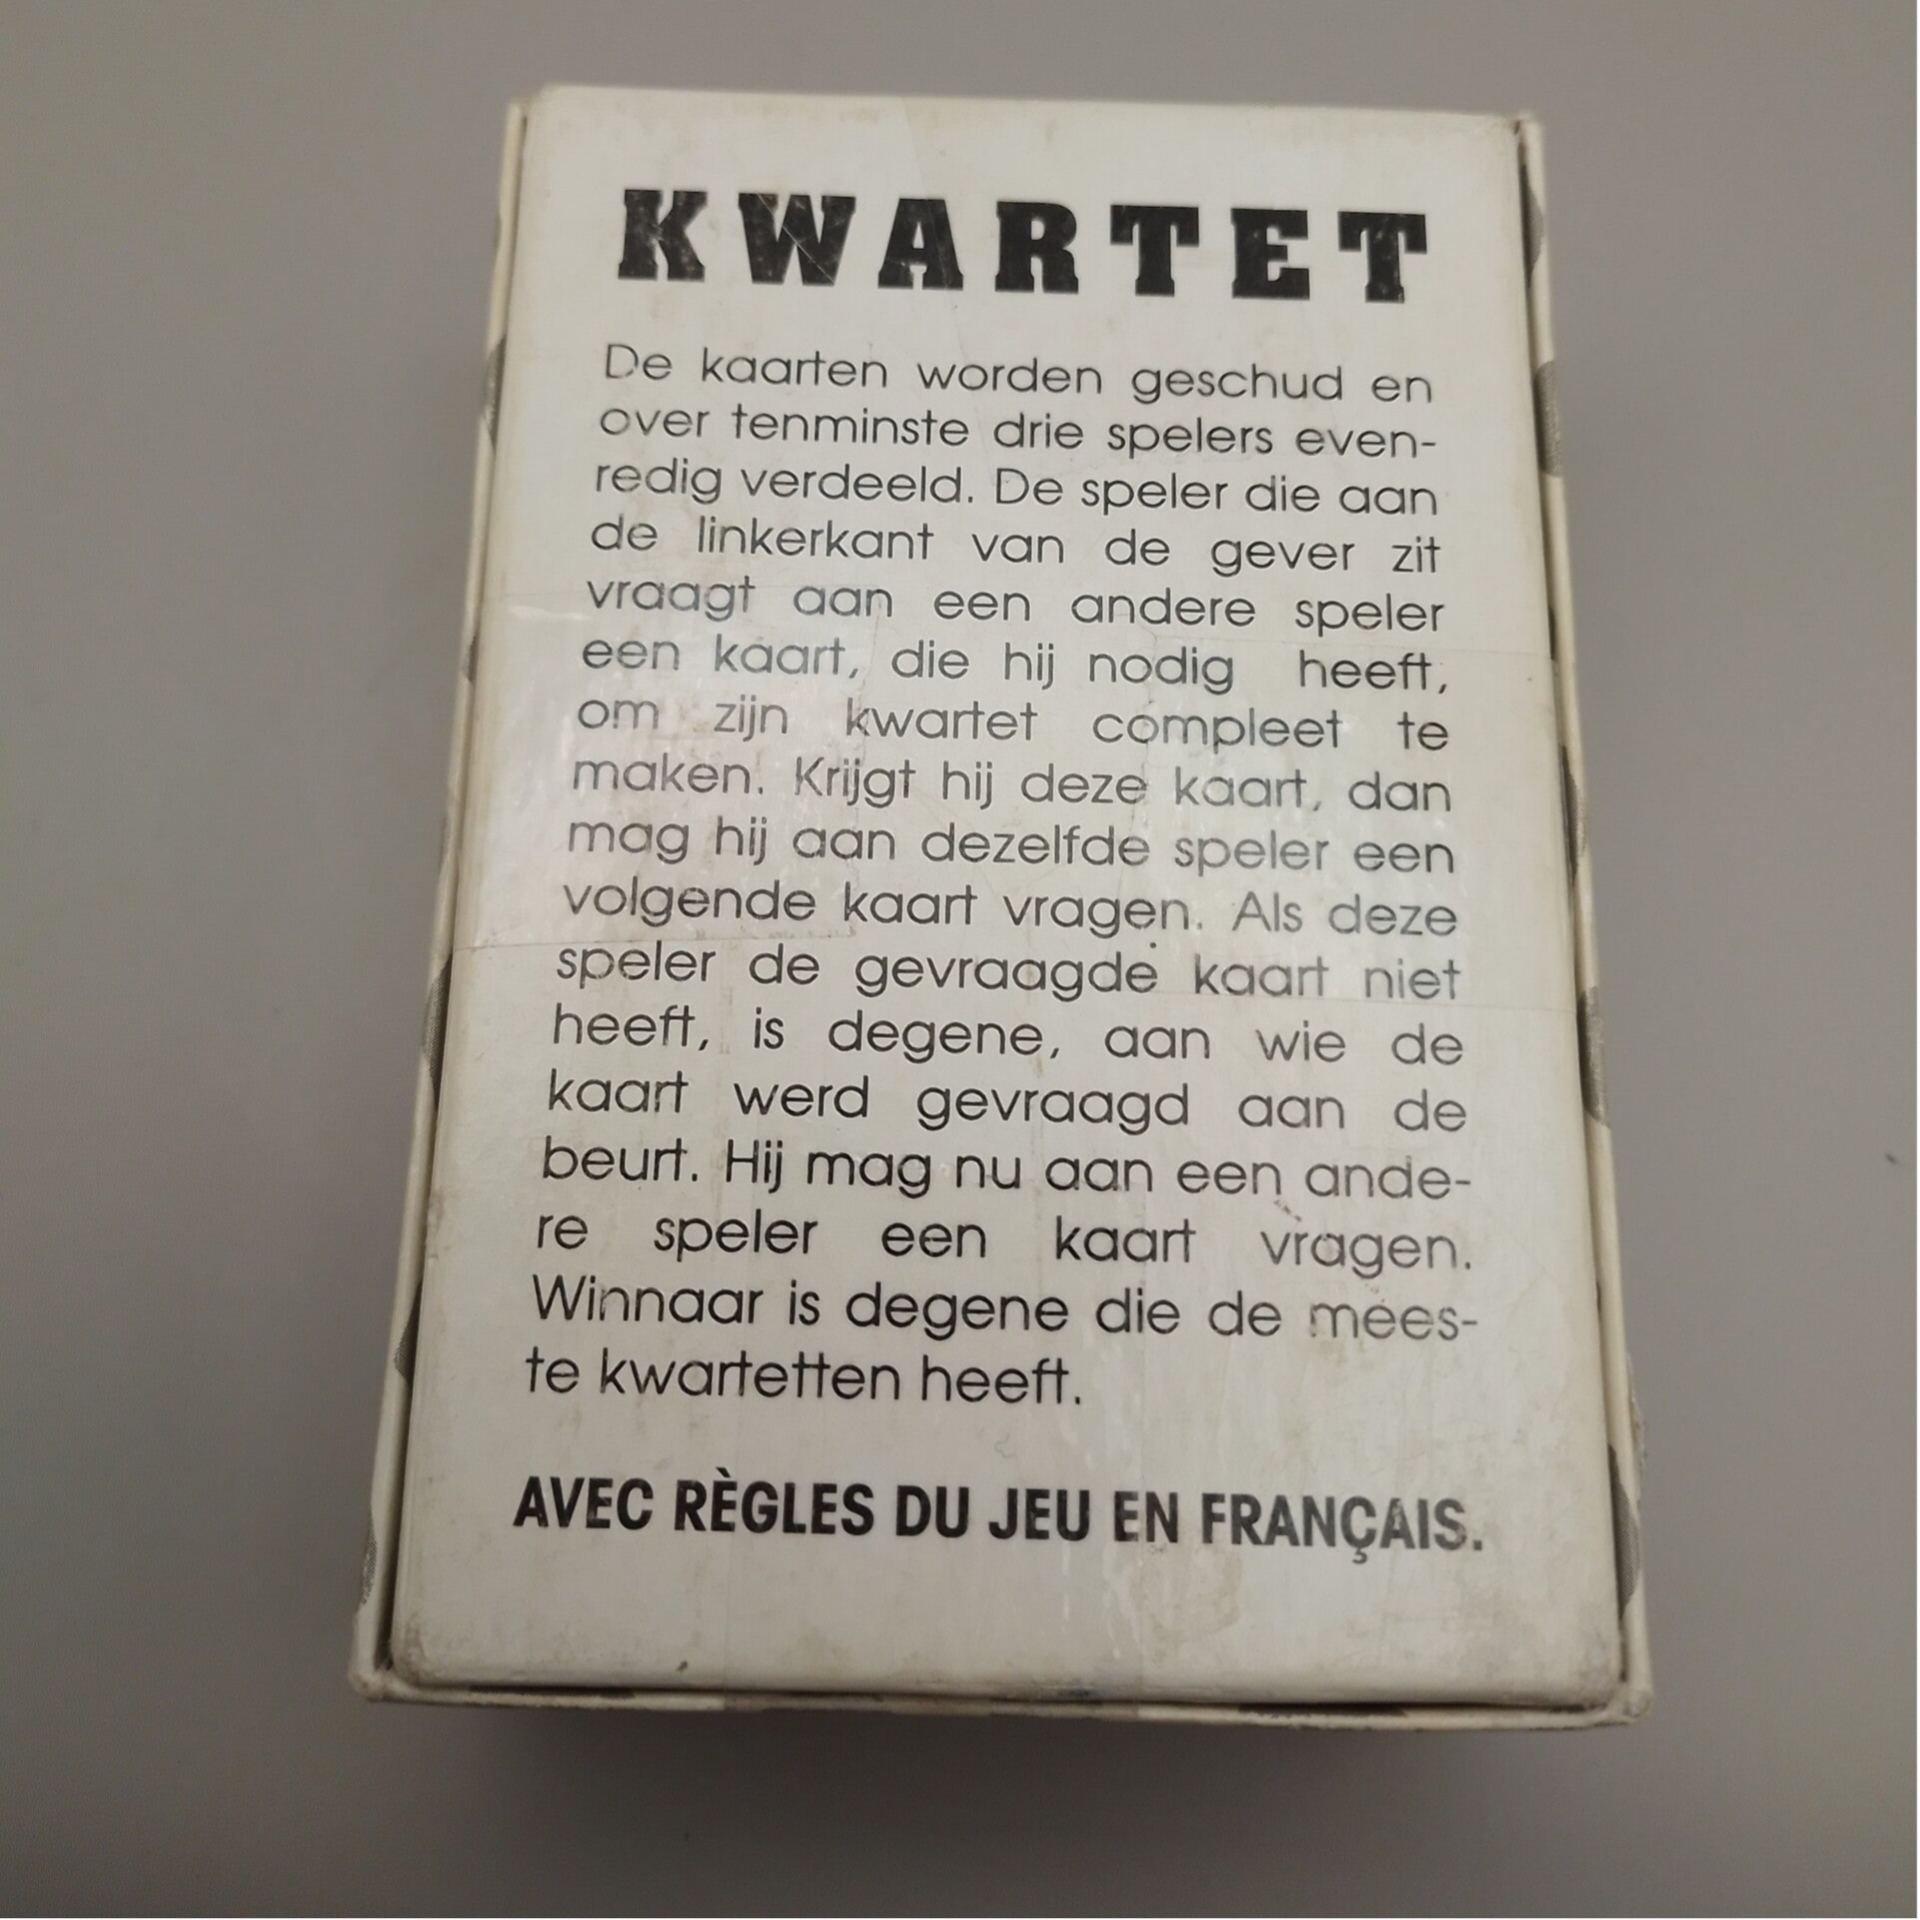 KWARTET
De kaarten worden geschud en
over tenminste drie spelers even-
redig verdeeld. De speler die aan
de linkerkant van de gever zit
vraagt aan een andere speler
een kaart, die hij nodig heeft,
om zijn kwartet compleet te
maken. Krijgt hij deze kaart, dan
mag hij aan dezelfde speler een
volgende kaart vragen. Als deze
speler de gevraagde kaart niet
heeft, is degene, aan wie de
kaart werd gevraagd aan de
beurt. Hij mag nu aan een ande-
re speler een kaart vragen.
Winnaar is degene die de mees-
te kwartetten heeft.
AVEC RÈGLES DU JEU EN FRANÇAIS.